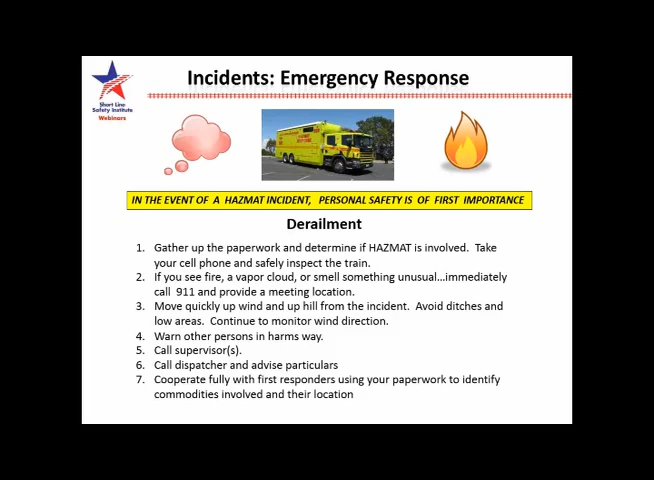 Incidents: Emergency Response
Short Line
Safety Institute
Webinars
IN THE EVENT OF A HAZMAT INCIDENT, PERSONAL SAFETY IS OF FIRST IMPORTANCE
Derailment
1. Gather up the paperwork and determine if HAZMAT is involved. Take
your cell phone and safely inspect the train.
2. If you see fire, a vapor cloud, or smell something unusual...immediately
call 911 and provide a meeting location.
3. Move quickly up wind and up hill from the incident. Avoid ditches and
low areas. Continue to monitor wind direction.
4. Warn other persons in harms way.
5. Call supervisor(s).
6. Call dispatcher and advise particulars
7. Cooperate fully with first responders using your paperwork to identify
commodities involved and their location